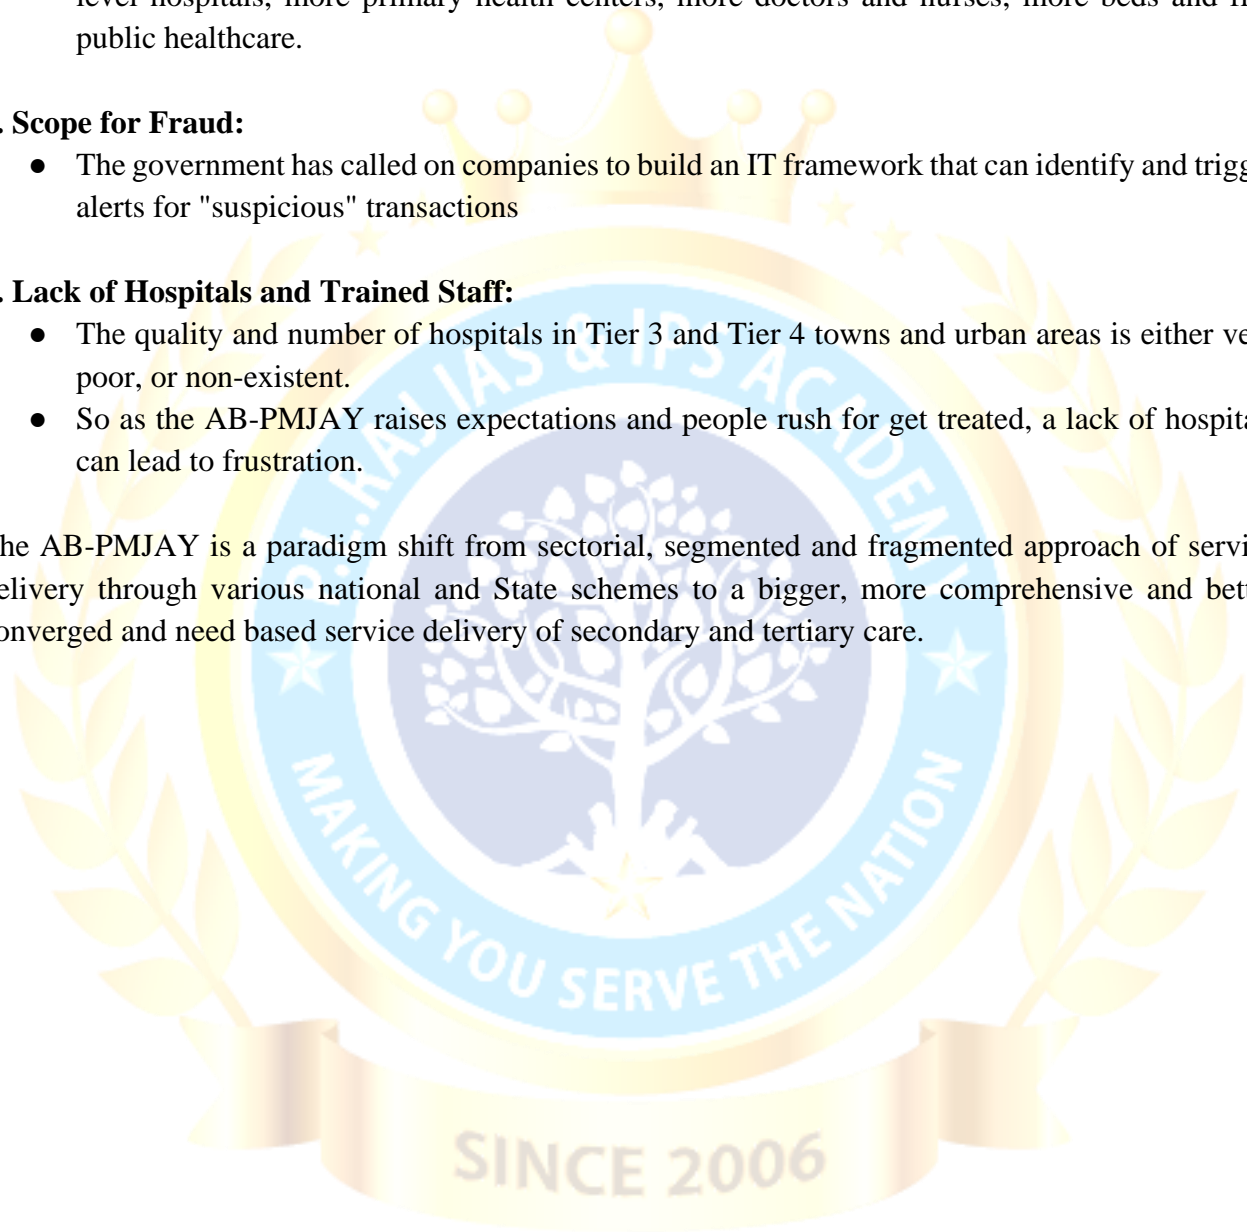 level hospitals, more primary health centers, more doctors and nurses, more beds and
public healthcare.
. Scope for Fraud:
● The government has called on companies to build an IT framework that can identify and trigg
alerts for "suspicious" transactions
. Lack of Hospitals and Trained Staff:
● The quality and number of hospitals in Tier 3 and Tier 4 towns and urban areas is either ve
poor, or non-existent.
● So as the AB-PMJAY raises expectations and people rush for get treated, a lack of hospita
can lead to frustration.
he AB-PMJAY is a paradigm shift from sectorial, segmented and fragmented approach of servi
elivery through various national and State schemes to a bigger, more comprehensive and bett
onverged and need based service delivery of secondary and tertiary care.
RAJ IAS & IPS ACADEMY
MAKING YOU SERVE THE NATION
SINCE 2006